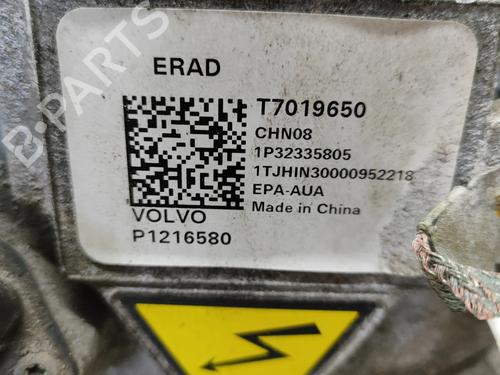 ERAD
T7019650
CHN08
1P32335805
1TJHIN30000952218
EPA-AUA
Made in China
VOLVO
P1216580
B-PARTS